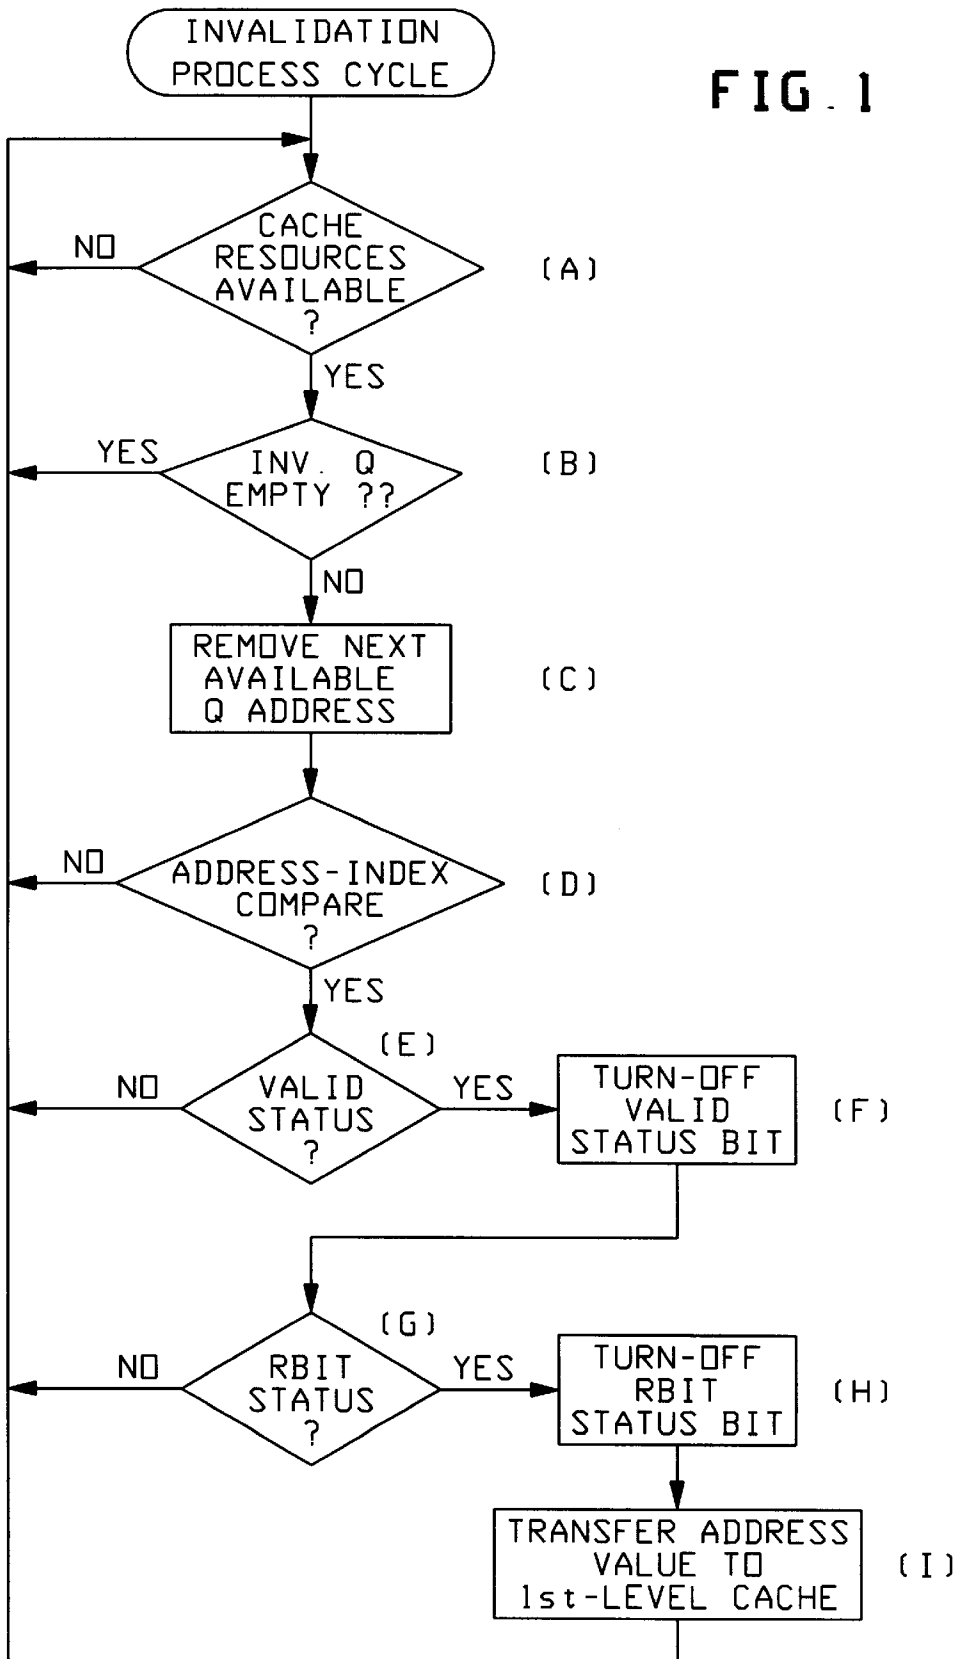 INVALIDATION
PROCESS CYCLE
FIG. 1
CACHE
RESOURCES
AVAILABLE
?
NO
(A)
YES
INV. Q
EMPTY ??
YES
(B)
NO
REMOVE NEXT
AVAILABLE
Q ADDRESS
(C)
ADDRESS-INDEX
COMPARE
?
NO
(D)
YES
(E)
VALID
STATUS
?
NO
YES
TURN-OFF
VALID
STATUS BIT
(F)
(G)
RBIT
STATUS
?
NO
YES
TURN-OFF
RBIT
STATUS BIT
(H)
TRANSFER ADDRESS
VALUE TO
1st-LEVEL CACHE
(I)